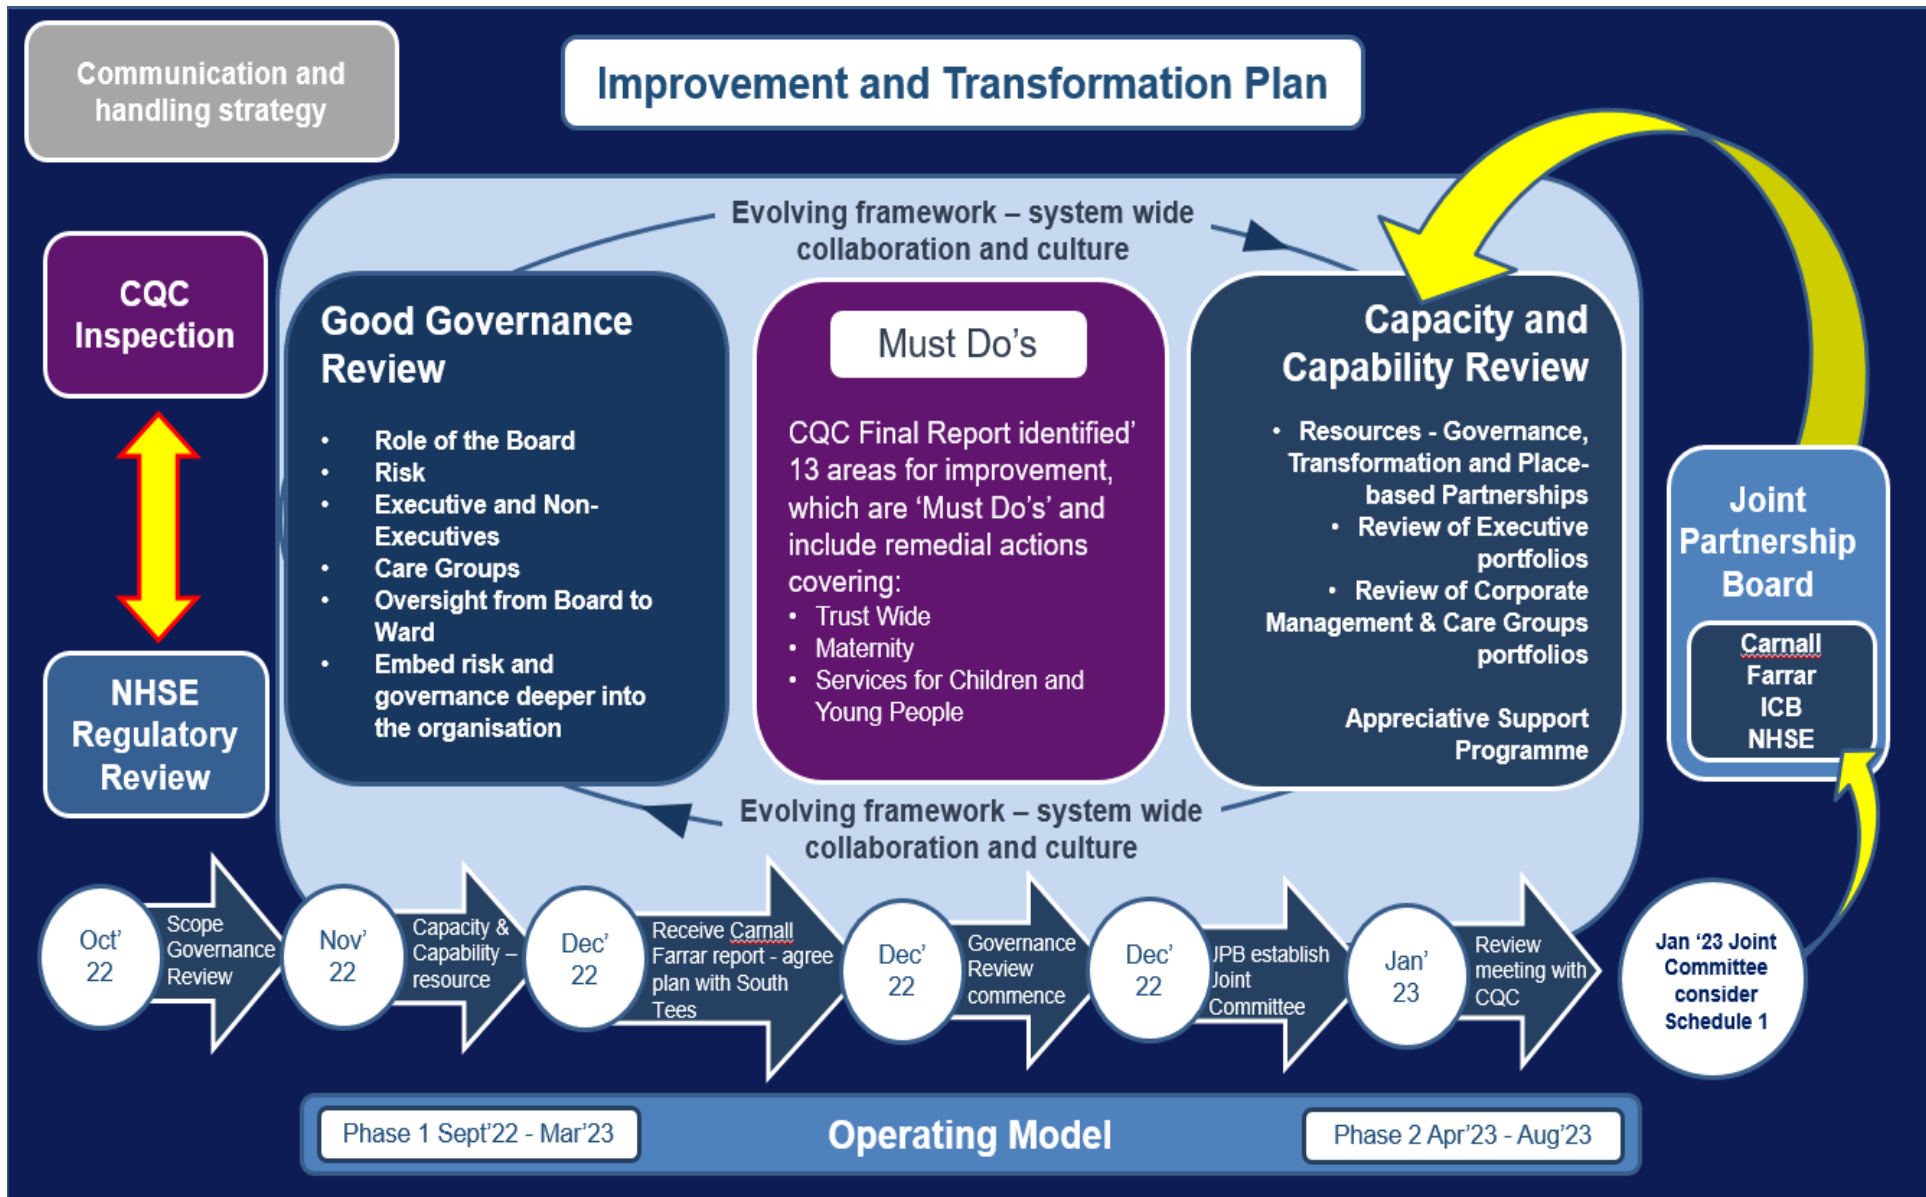 Communication and
handling strategy
Improvement and Transformation Plan
Evolving framework – system wide
collaboration and culture
CQC
Inspection
NHSE
Regulatory
Review
Good Governance
Review
• Role of the Board
• Risk
• Executive and Non-
Executives
• Care Groups
• Oversight from Board to
Ward
• Embed risk and
governance deeper into
the organisation
Must Do's
CQC Final Report identified'
13 areas for improvement,
which are 'Must Do's' and
include remedial actions
covering:
• Trust Wide
• Maternity
• Services for Children and
Young People
Capacity and
Capability Review
• Resources - Governance,
Transformation and Place-
based Partnerships
• Review of Executive
portfolios
• Review of Corporate
Management & Care Groups
portfolios
Appreciative Support
Programme
Joint
Partnership
Board
Carnall
Farrar
ICB
NHSE
Evolving framework – system wide
collaboration and culture
Oct'
22
Scope
Governance
Review
Nov'
22
Capacity &
Capability –
resource
Dec'
22
Receive Carnall
Farrar report - agree
plan with South
Tees
Dec'
22
Governance
Review
commence
Dec'
22
JPB establish
Joint
Committee
Jan'
23
Review
meeting with
CQC
Jan '23 Joint
Committee
consider
Schedule 1
Phase 1 Sept'22 - Mar'23
Operating Model
Phase 2 Apr'23 - Aug'23